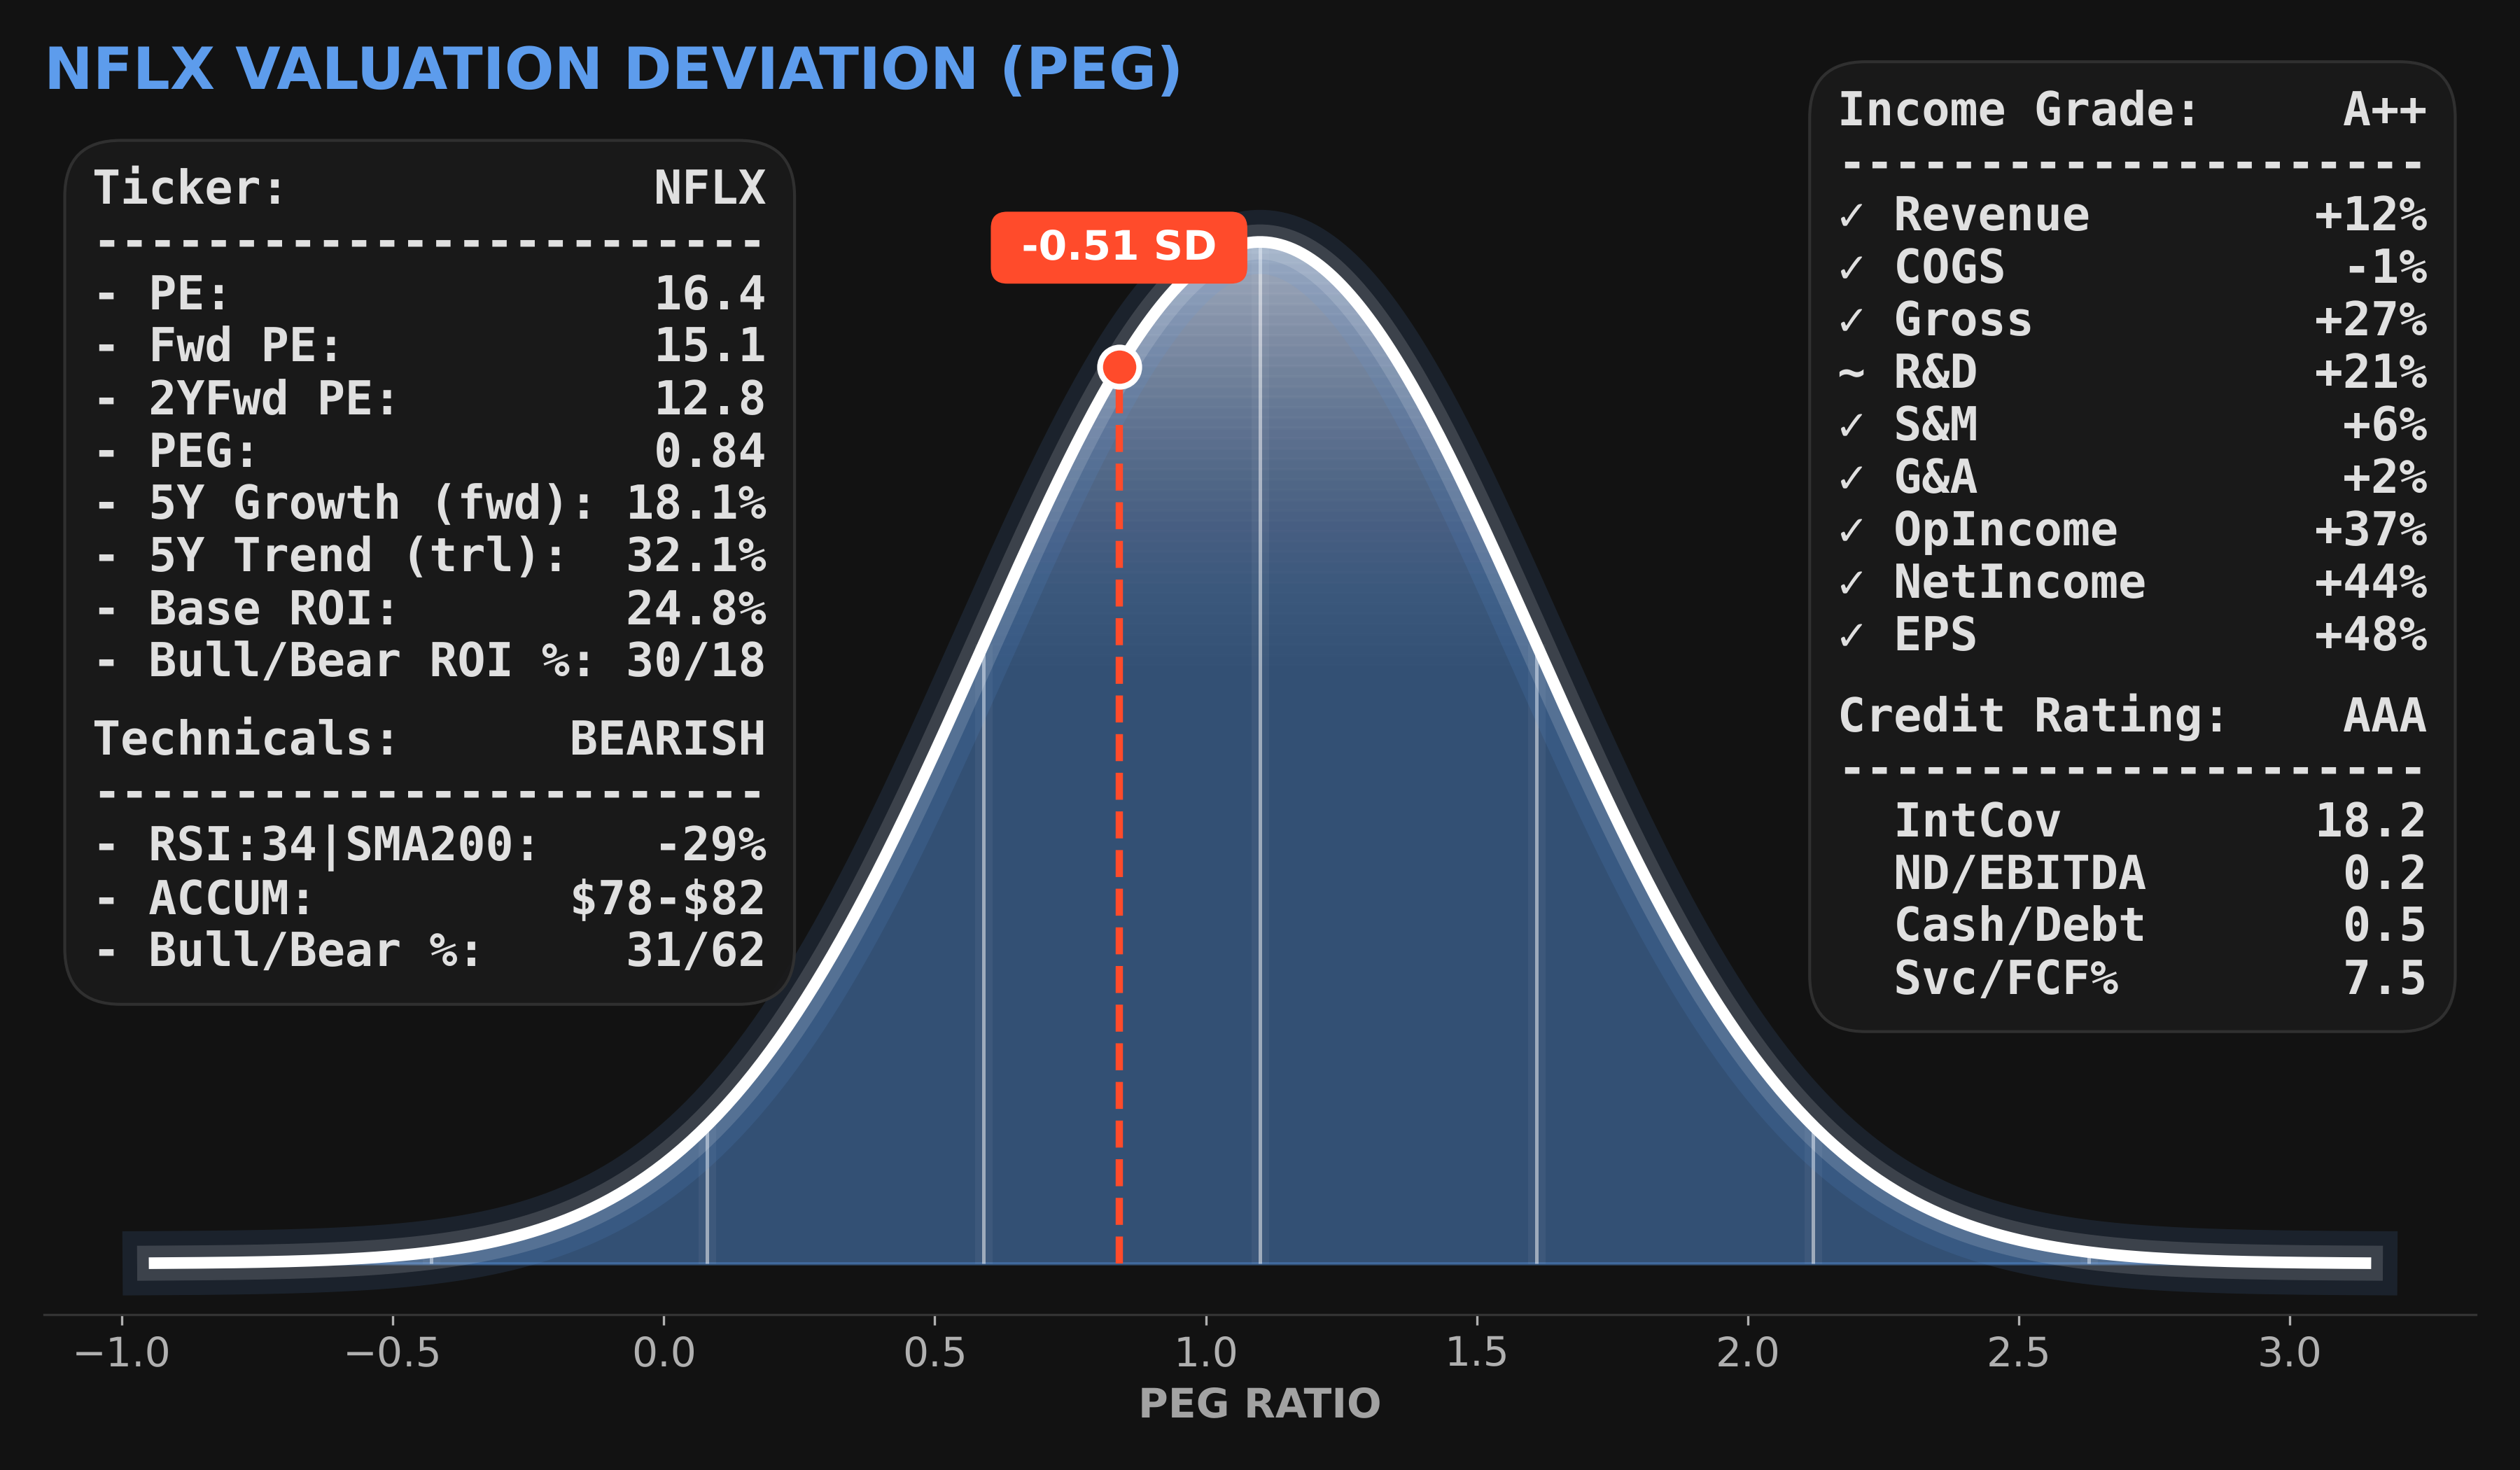 NFLX VALUATION DEVIATION (PEG)
Ticker: NFLX
--------------------------
- PE: 16.4
- Fwd PE: 15.1
- 2YFwd PE: 12.8
- PEG: 0.84
- 5Y Growth (fwd): 18.1%
- 5Y Trend (trl): 32.1%
- Base ROI: 24.8%
- Bull/Bear ROI %: 30/18
Technicals: BEARISH
------------------------
- RSI:34|SMA200: -29%
- ACCUM: $78-$82
- Bull/Bear %: 31/62
-0.51 SD
Income Grade: A++
---------------------
✓ Revenue +12%
✓ COGS -1%
✓ Gross +27%
~ R&D +21%
✓ S&M +6%
✓ G&A +2%
✓ OpIncome +37%
✓ NetIncome +44%
✓ EPS +48%
Credit Rating: AAA
---------------------
IntCov 18.2
ND/EBITDA 0.2
Cash/Debt 0.5
Svc/FCF% 7.5
−1.0 −0.5 0.0 0.5 1.0 1.5 2.0 2.5 3.0
PEG RATIO